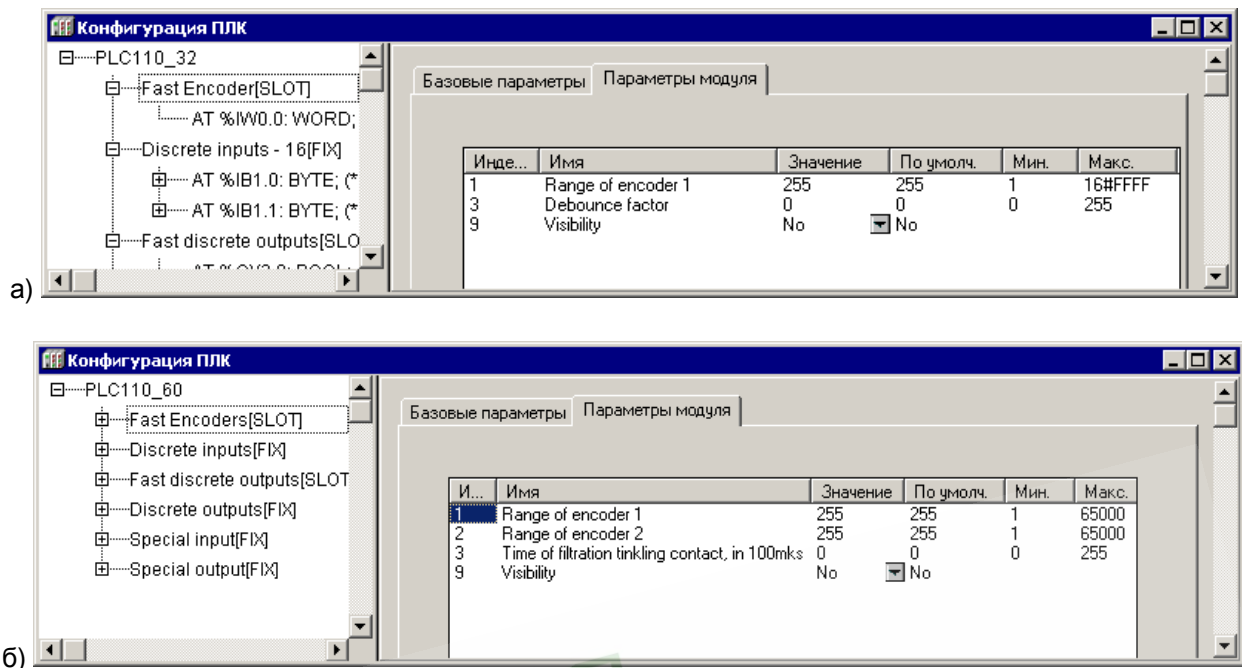 Конфигурация ПЛК
PLC110_32
Fast Encoder[SLOT]
AT %IW0.0: WORD;
Discrete inputs - 16[FIX]
AT %IB1.0: BYTE; (*
AT %IB1.1: BYTE; (*
Fast discrete outputs[SLO
Базовые параметры Параметры модуля
Инде... Имя Значение По умолч. Мин. Макс.
1 Range of encoder 1 255 255 1 16#FFFF
3 Debounce factor 0 0 0 255
9 Visibility No No
а)
Конфигурация ПЛК
PLC110_60
Fast Encoders[SLOT]
Discrete inputs[FIX]
Fast discrete outputs[SLOT
Discrete outputs[FIX]
Special input[FIX]
Special output[FIX]
Базовые параметры Параметры модуля
И... Имя Значение По умолч. Мин. Макс.
1 Range of encoder 1 255 255 1 65000
2 Range of encoder 2 255 255 1 65000
3 Time of filtration tinkling contact, in 100mks 0 0 0 255
9 Visibility No No
б)